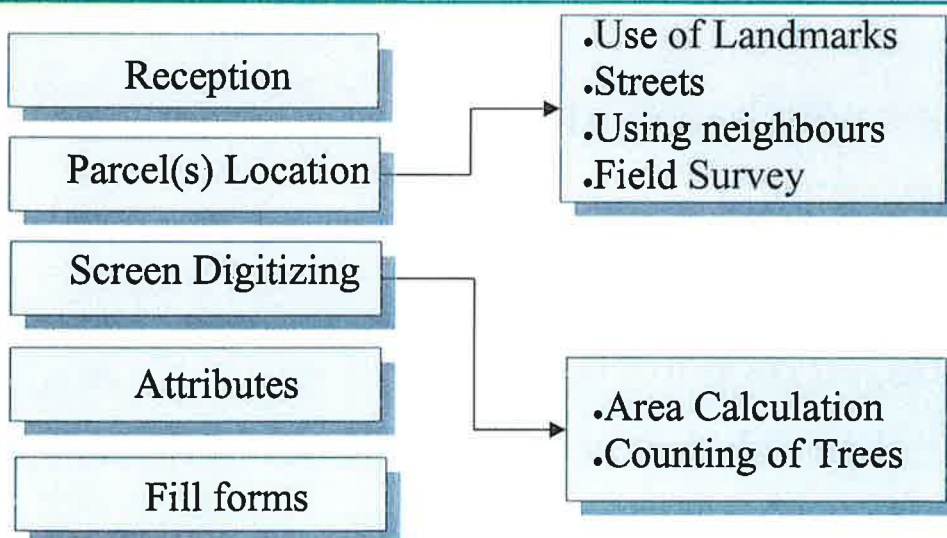 Reception
Parcel(s) Location
Screen Digitizing
Attributes
Fill forms
•Use of Landmarks
•Streets
•Using neighbours
•Field Survey
•Area Calculation
•Counting of Trees